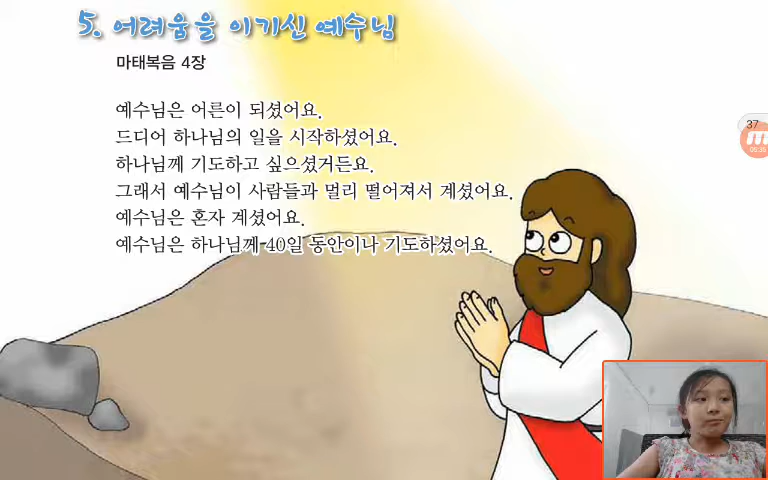 5. 어려움을 이기신 예수님
마태복음 4장
예수님은 어른이 되셨어요.
드디어 하나님의 일을 시작하셨어요.
하나님께 기도하고 싶으셨거든요.
그래서 예수님이 사람들과 멀리 떨어져서 계셨어요.
예수님은 혼자 계셨어요.
예수님은 하나님께 40일 동안이나 기도하셨어요.
37